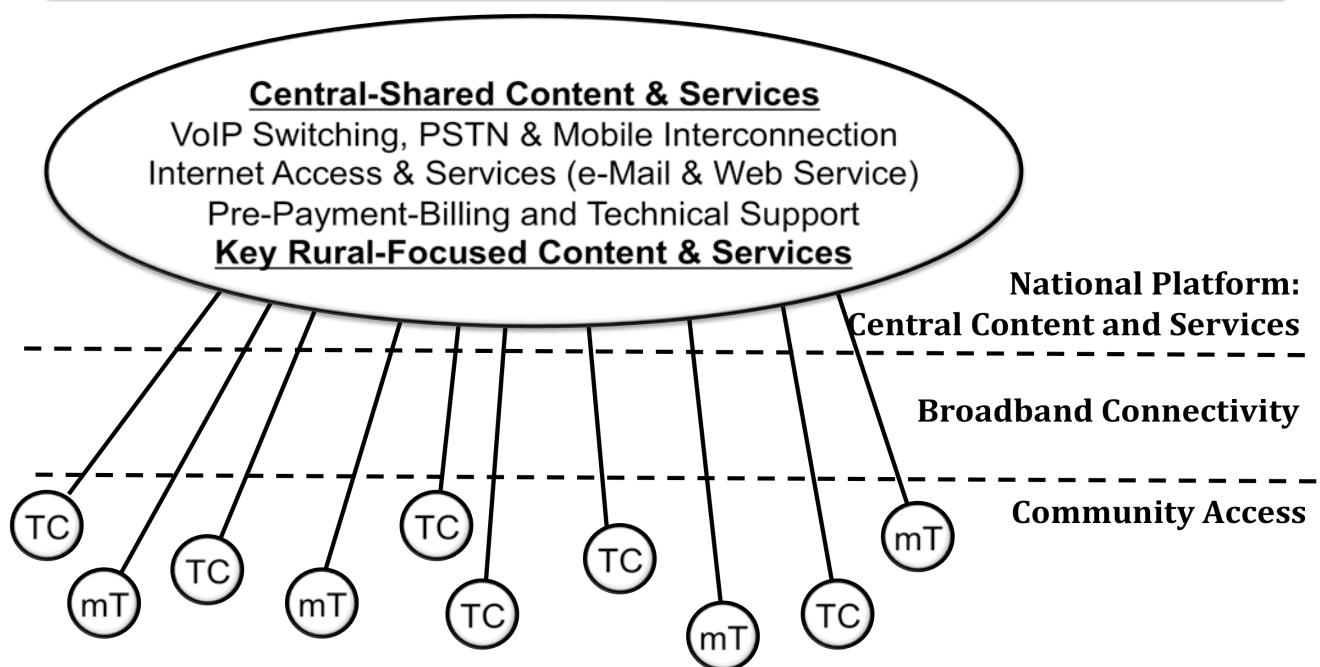 Central-Shared Content & Services
VoIP Switching, PSTN & Mobile Interconnection
Internet Access & Services (e-Mail & Web Service)
Pre-Payment-Billing and Technical Support
Key Rural-Focused Content & Services
National Platform:
Central Content and Services
Broadband Connectivity
Community Access
TC
mT
TC
mT
TC
TC
TC
mT
TC
mT